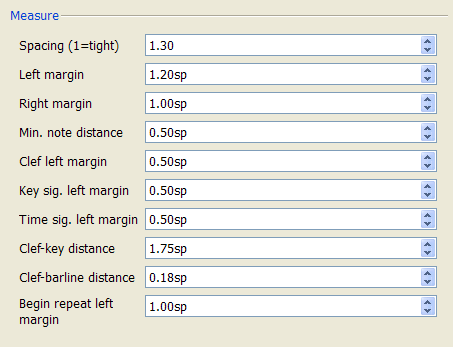 Measure
Spacing (1=tight) 1.30
Left margin 1.20sp
Right margin 1.00sp
Min. note distance 0.50sp
Clef left margin 0.50sp
Key sig. left margin 0.50sp
Time sig. left margin 0.50sp
Clef-key distance 1.75sp
Clef-barline distance 0.18sp
Begin repeat left
margin 1.00sp